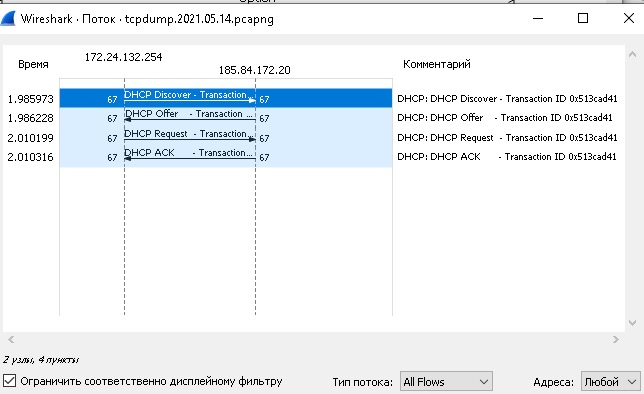 Wireshark · Поток · tcpdump.2021.05.14.pcapng
Время
172.24.132.254
185.84.172.20
Комментарий
1.985973 67 DHCP Discover - Transaction... 67 DHCP: DHCP Discover - Transaction ID 0x513cad41
1.986228 67 DHCP Offer - Transaction ... 67 DHCP: DHCP Offer - Transaction ID 0x513cad41
2.010199 67 DHCP Request - Transaction... 67 DHCP: DHCP Request - Transaction ID 0x513cad41
2.010316 67 DHCP ACK - Transaction... 67 DHCP: DHCP ACK - Transaction ID 0x513cad41
2 узлы, 4 пункты
Ограничить соответственно дисплейному фильтру Тип потока: All Flows Адреса: Любой